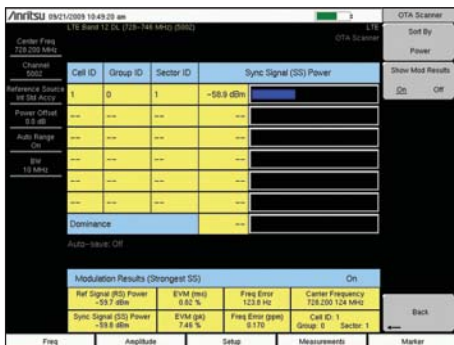 Anritsu 09/21/2009 10:49:20 am
LTE Band 12 DL (728-746 MHz) (5002)
LTE
OTA Scanner
Center Freq
728.200 MHz
Channel
5002
Reference Source
Int Std Accy
Power Offset
0.0 dB
Auto Range
On
BW
10 MHz
Cell ID Group ID Sector ID Sync Signal (SS) Power
1 0 1 -58.9 dBm
-- -- -- --
-- -- -- --
-- -- -- --
-- -- -- --
-- -- -- --
Dominance --
Auto-save: Off
Modulation Results (Strongest SS) On
Ref Signal (RS) Power
-59.7 dBm
EVM (rms)
0.82 %
Freq Error
123.8 Hz
Carrier Frequency
728.200 124 MHz
Sync Signal (SS) Power
-59.8 dBm
EVM (pk)
7.46 %
Freq Error (ppm)
0.170
Cell ID: 1
Group: 0 Sector: 1
OTA Scanner
Sort By
Power
Show Mod Results
On Off
Back
Freq Amplitude Setup Measurements Marker